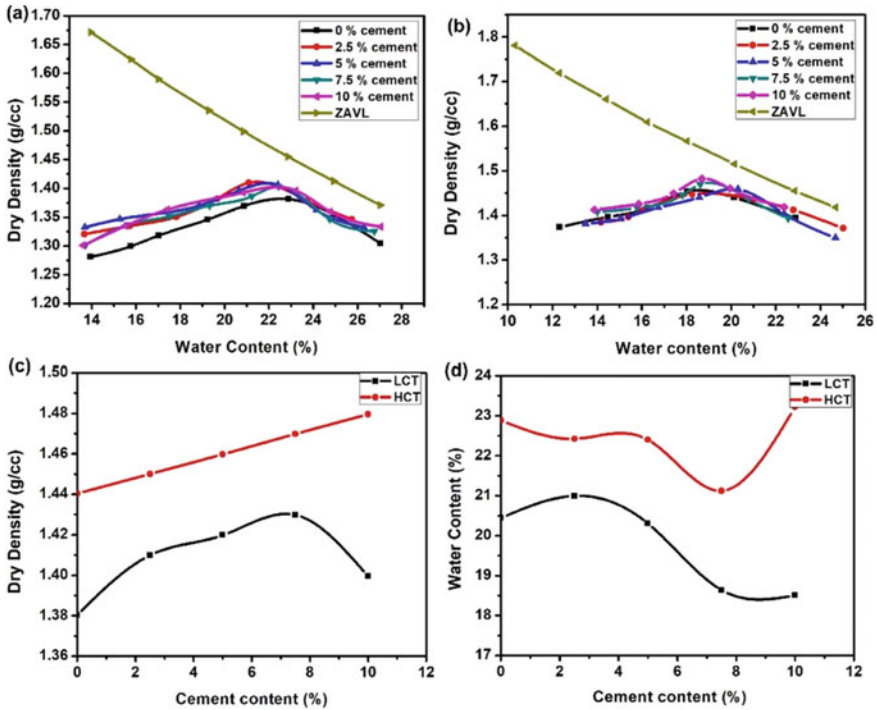 (a)
Dry Density (g/cc)
1.70
1.65
1.60
1.55
1.50
1.45
1.40
1.35
1.30
1.25
1.20
14 16 18 20 22 24 26 28
Water Content (%)
0 % cement
2.5 % cement
5 % cement
7.5 % cement
10 % cement
ZAVL
(b)
Dry Density (g/cc)
1.8
1.7
1.6
1.5
1.4
1.3
1.2
10 12 14 16 18 20 22 24 26
Water Content (%)
0 % cement
2.5 % cement
5 % cement
7.5 % cement
10 % cement
ZAVL
(c)
Dry Density (g/cc)
1.50
1.48
1.46
1.44
1.42
1.40
1.38
1.36
0 2 4 6 8 10 12
Cement content (%)
LCT
HCT
(d)
Water Content (%)
24
23
22
21
20
19
18
17
0 2 4 6 8 10 12
Cement content (%)
LCT
HCT